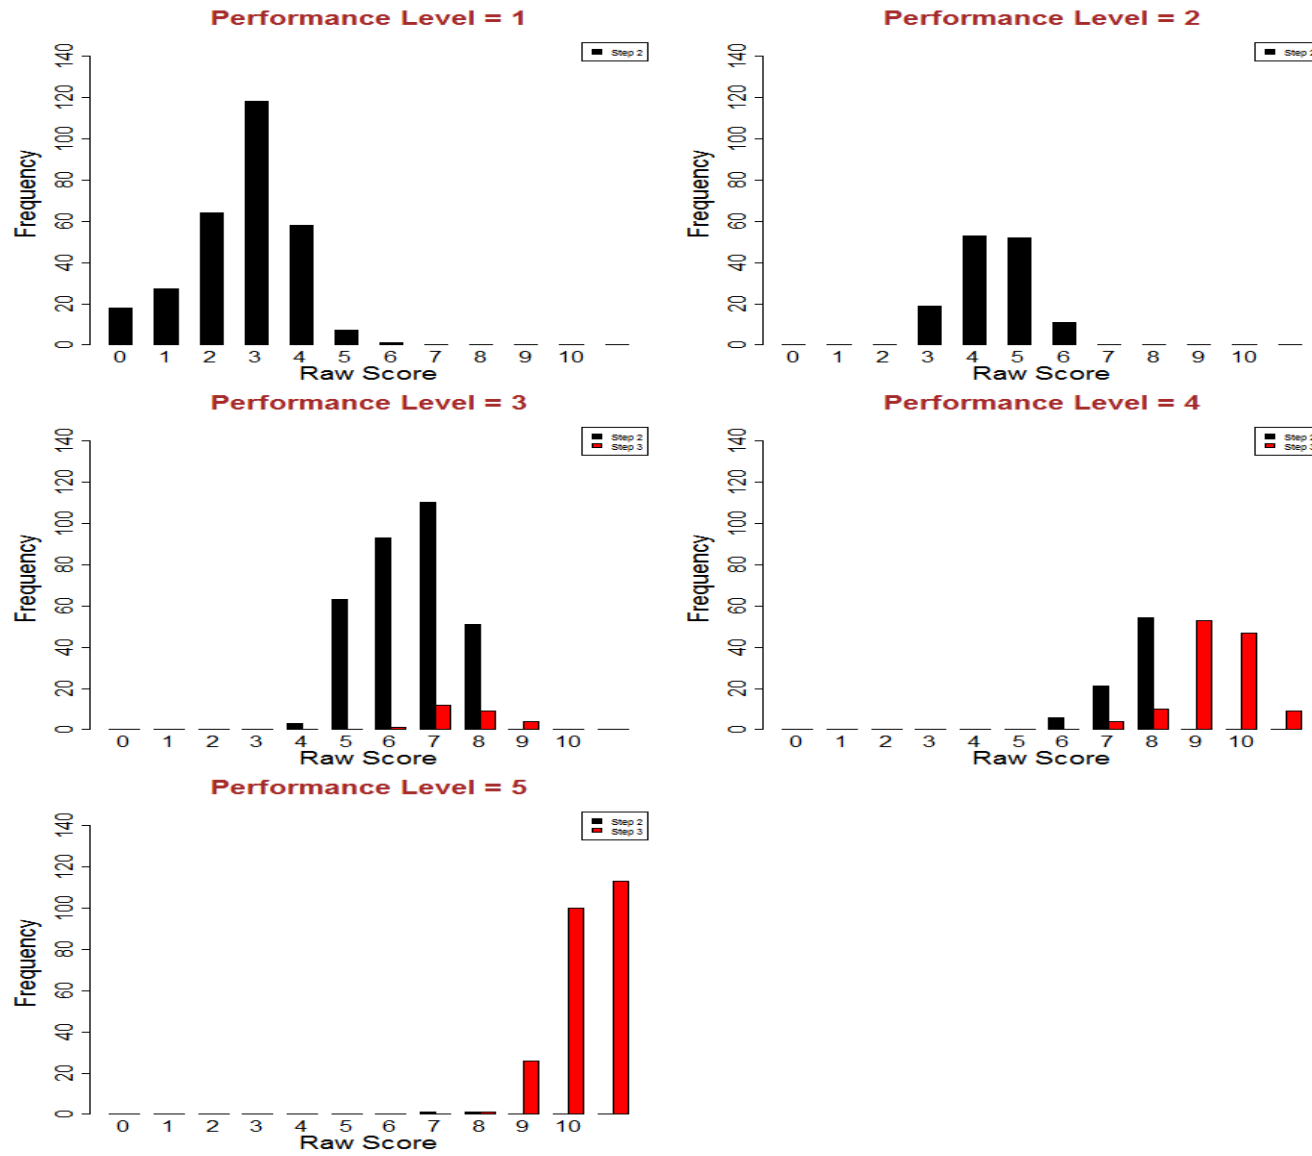 Performance Level = 1
Step 2
Frequency
0 20 40 60 80 100 120 140
0 1 2 3 4 5 6 7 8 9 10
Raw Score
Performance Level = 2
Step 2
Frequency
0 20 40 60 80 100 120 140
0 1 2 3 4 5 6 7 8 9 10
Raw Score
Performance Level = 3
Step 2
Step 3
Frequency
0 20 40 60 80 100 120 140
0 1 2 3 4 5 6 7 8 9 10
Raw Score
Performance Level = 4
Step 2
Step 3
Frequency
0 20 40 60 80 100 120 140
0 1 2 3 4 5 6 7 8 9 10
Raw Score
Performance Level = 5
Step 2
Step 3
Frequency
0 20 40 60 80 100 120 140
0 1 2 3 4 5 6 7 8 9 10
Raw Score